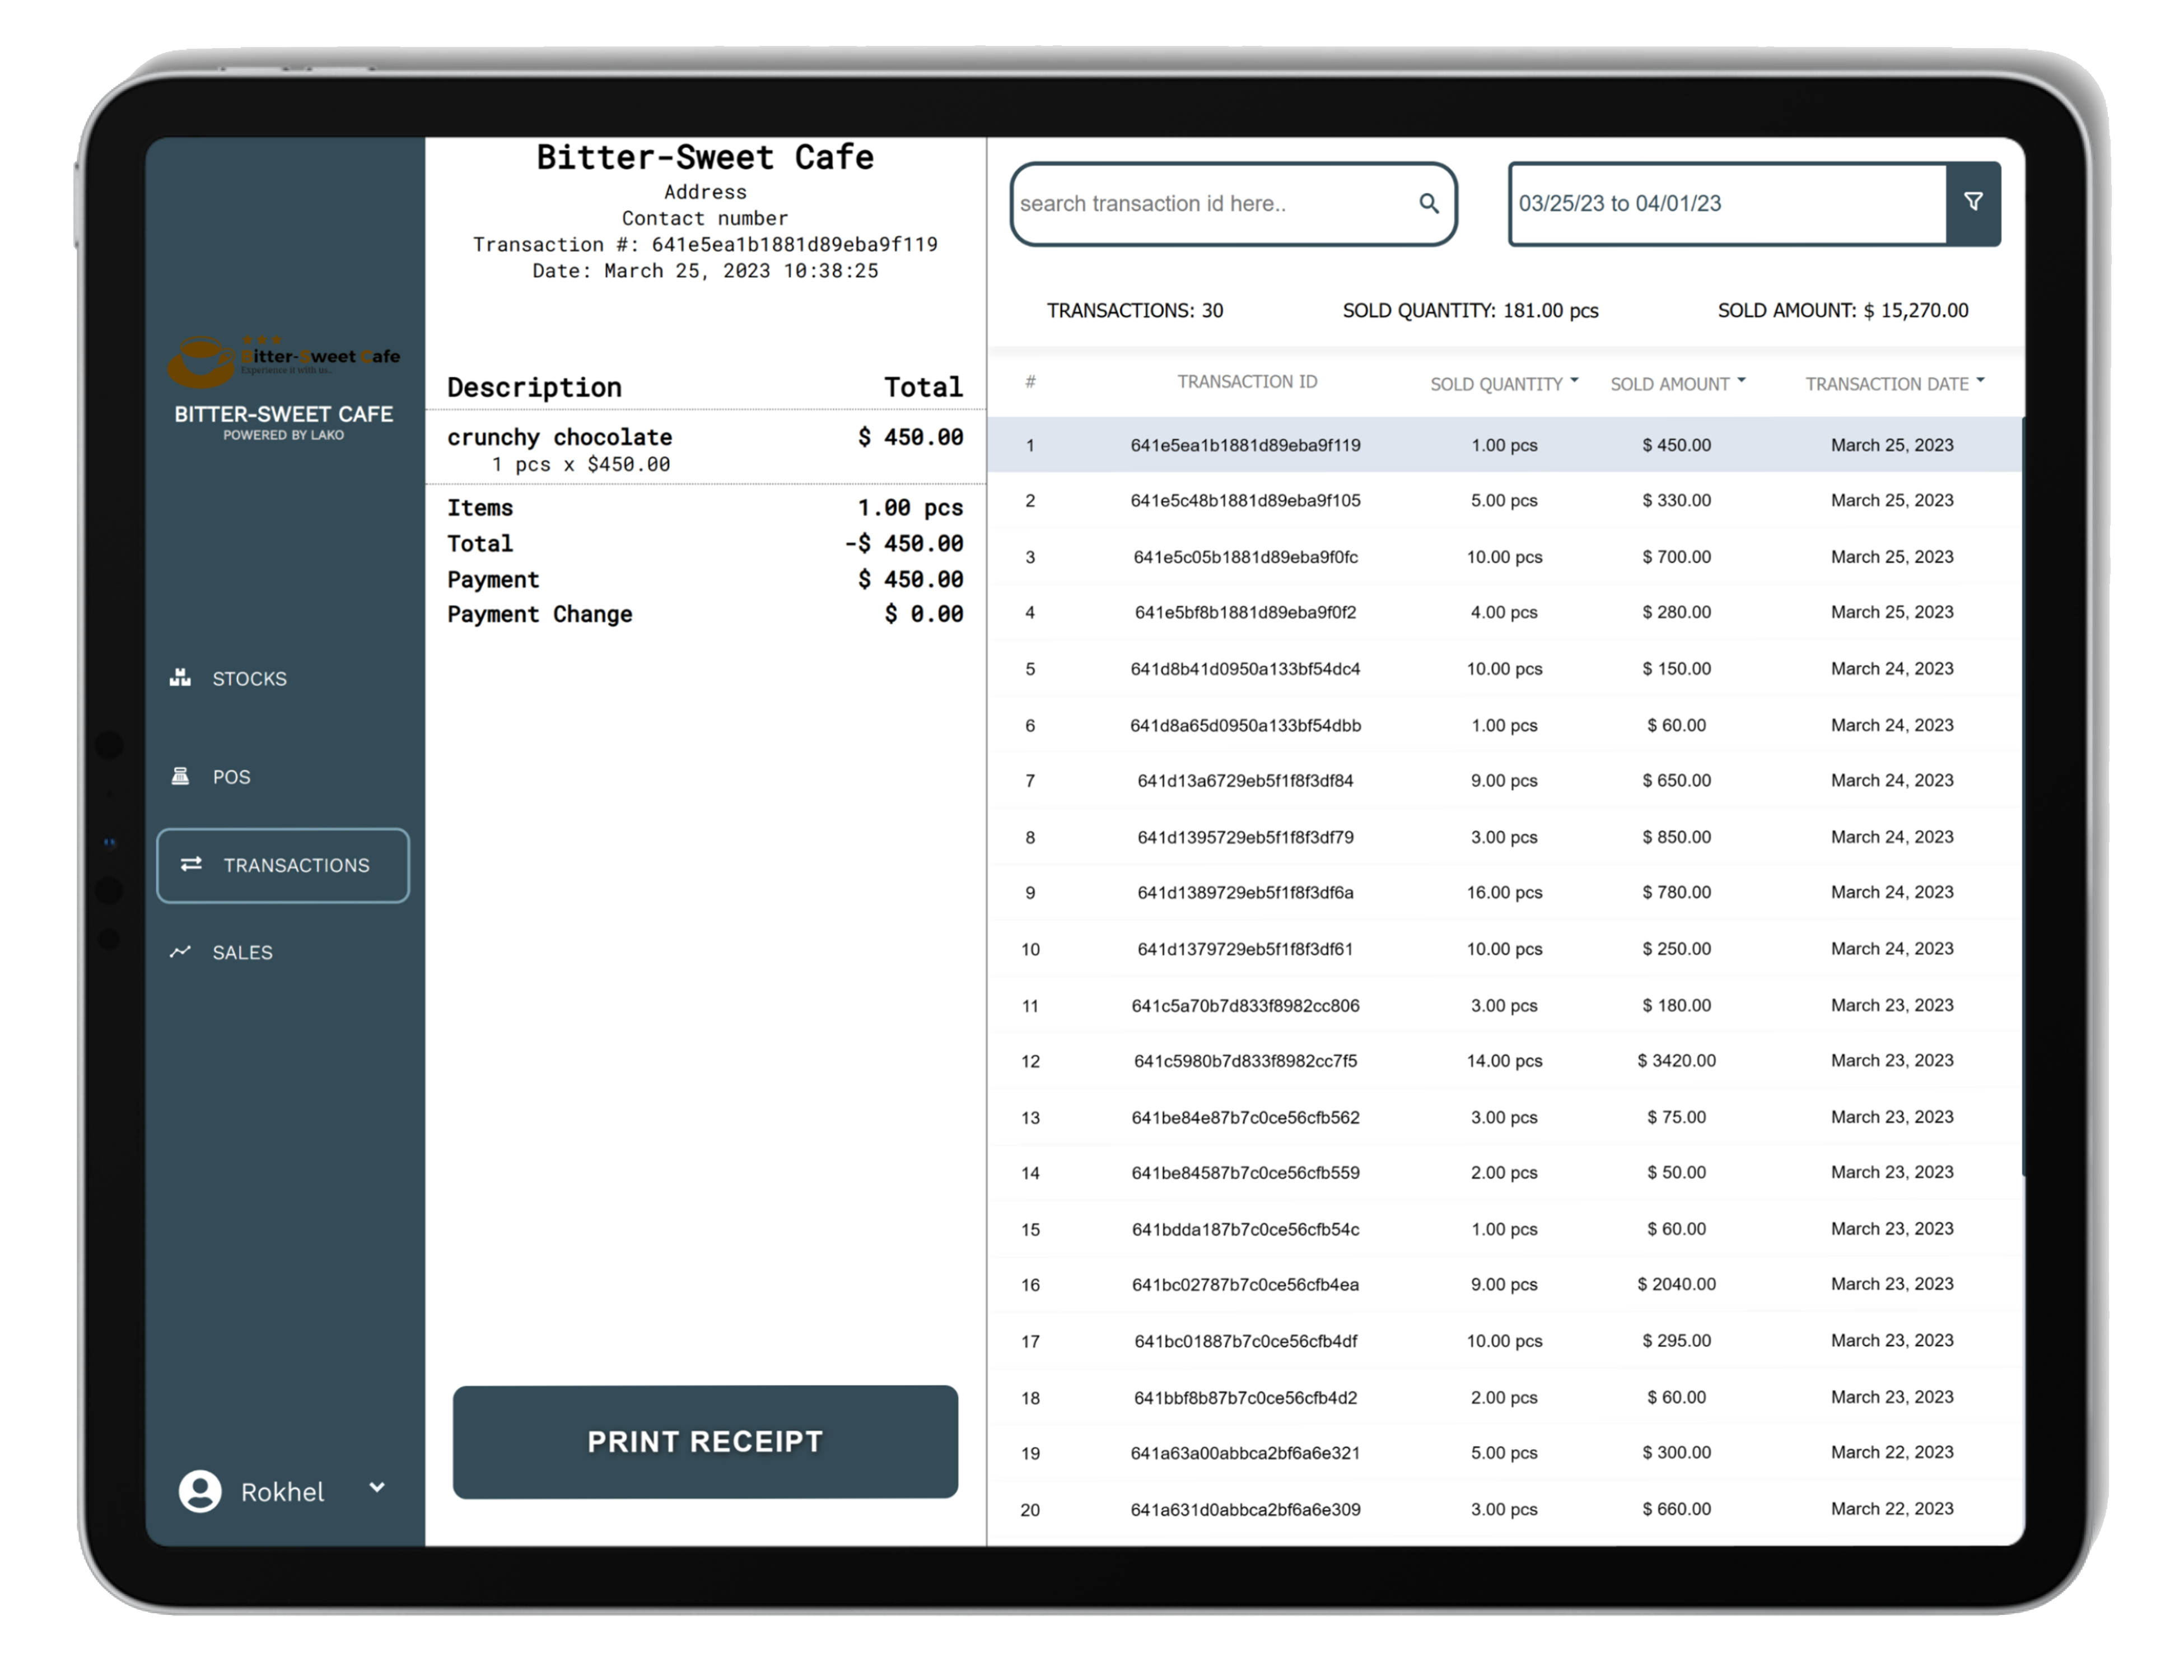 Bitter-Sweet Cafe
Experience it with us..
BITTER-SWEET CAFE
POWERED BY LAKO
STOCKS
POS
TRANSACTIONS
SALES
Rokhel
Bitter-Sweet Cafe
Address
Contact number
Transaction #: 641e5ea1b1881d89eba9f119
Date: March 25, 2023 10:38:25
Description Total
crunchy chocolate $ 450.00
1 pcs x $450.00
Items 1.00 pcs
Total -$ 450.00
Payment $ 450.00
Payment Change $ 0.00
PRINT RECEIPT
search transaction id here.. 03/25/23 to 04/01/23
TRANSACTIONS: 30 SOLD QUANTITY: 181.00 pcs SOLD AMOUNT: $ 15,270.00
# TRANSACTION ID SOLD QUANTITY SOLD AMOUNT TRANSACTION DATE
1 641e5ea1b1881d89eba9f119 1.00 pcs $ 450.00 March 25, 2023
2 641e5c48b1881d89eba9f105 5.00 pcs $ 330.00 March 25, 2023
3 641e5c05b1881d89eba9f0fc 10.00 pcs $ 700.00 March 25, 2023
4 641e5bf8b1881d89eba9f0f2 4.00 pcs $ 280.00 March 25, 2023
5 641d8b41d0950a133bf54dc4 10.00 pcs $ 150.00 March 24, 2023
6 641d8a65d0950a133bf54dbb 1.00 pcs $ 60.00 March 24, 2023
7 641d13a6729eb5f1f8f3df84 9.00 pcs $ 650.00 March 24, 2023
8 641d1395729eb5f1f8f3df79 3.00 pcs $ 850.00 March 24, 2023
9 641d1389729eb5f1f8f3df6a 16.00 pcs $ 780.00 March 24, 2023
10 641d1379729eb5f1f8f3df61 10.00 pcs $ 250.00 March 24, 2023
11 641c5a70b7d833f8982cc806 3.00 pcs $ 180.00 March 23, 2023
12 641c5980b7d833f8982cc7f5 14.00 pcs $ 3420.00 March 23, 2023
13 641be84e87b7c0ce56cfb562 3.00 pcs $ 75.00 March 23, 2023
14 641be84587b7c0ce56cfb559 2.00 pcs $ 50.00 March 23, 2023
15 641bdda187b7c0ce56cfb54c 1.00 pcs $ 60.00 March 23, 2023
16 641bc02787b7c0ce56cfb4ea 9.00 pcs $ 2040.00 March 23, 2023
17 641bc01887b7c0ce56cfb4df 10.00 pcs $ 295.00 March 23, 2023
18 641bbf8b87b7c0ce56cfb4d2 2.00 pcs $ 60.00 March 23, 2023
19 641a63a00abbca2bf6a6e321 5.00 pcs $ 300.00 March 22, 2023
20 641a631d0abbca2bf6a6e309 3.00 pcs $ 660.00 March 22, 2023